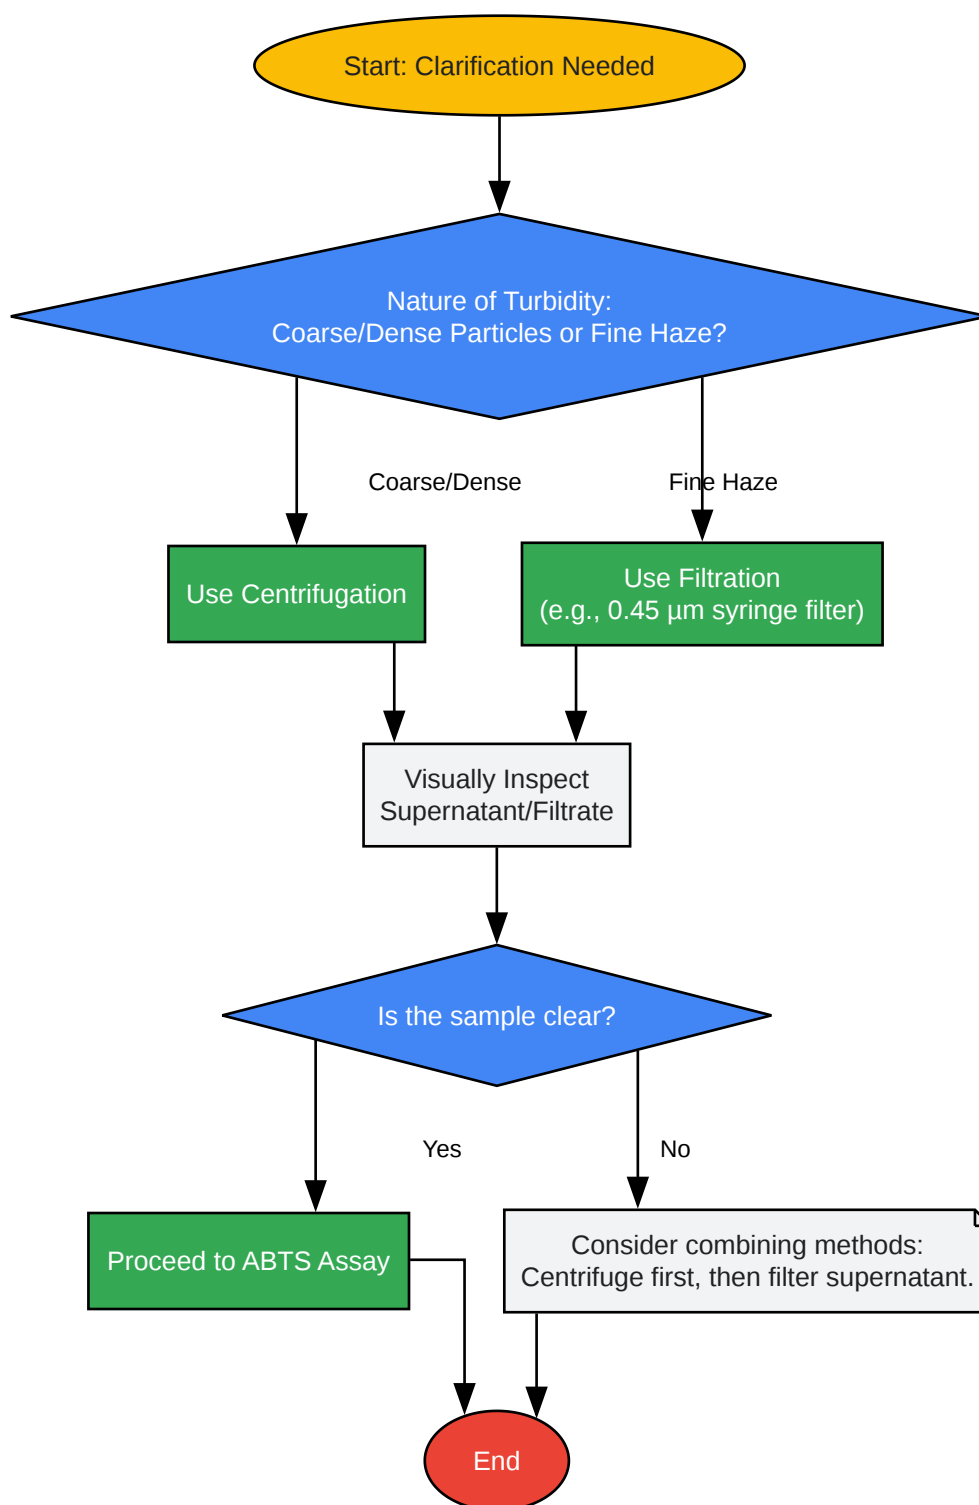 Start: Clarification Needed
Nature of Turbidity:
Coarse/Dense Particles or Fine Haze?
Coarse/Dense
Fine Haze
Use Centrifugation
Use Filtration
(e.g., 0.45 µm syringe filter)
Visually Inspect
Supernatant/Filtrate
Is the sample clear?
Yes
No
Proceed to ABTS Assay
Consider combining methods:
Centrifuge first, then filter supernatant.
End